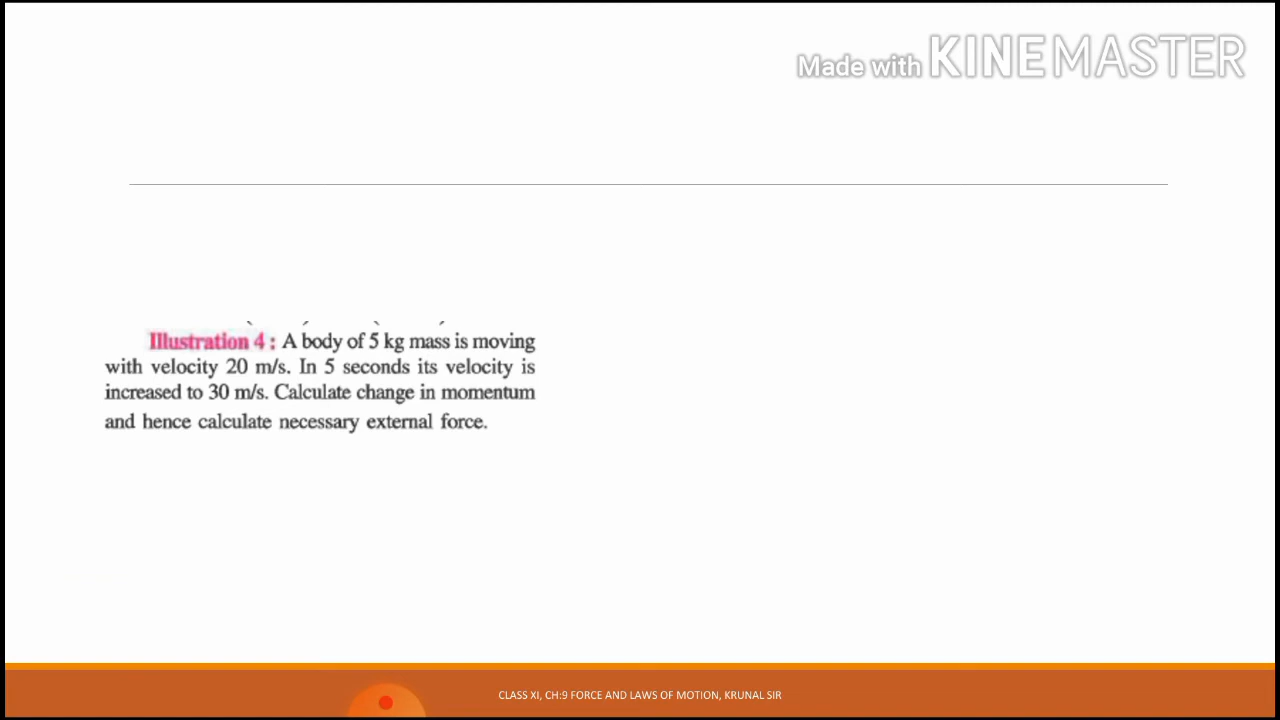 Made with KINEMASTER
Illustration 4 : A body of 5 kg mass is moving
with velocity 20 m/s. In 5 seconds its velocity is
increased to 30 m/s. Calculate change in momentum
and hence calculate necessary external force.
CLASS XI, CH:9 FORCE AND LAWS OF MOTION, KRUNAL SIR